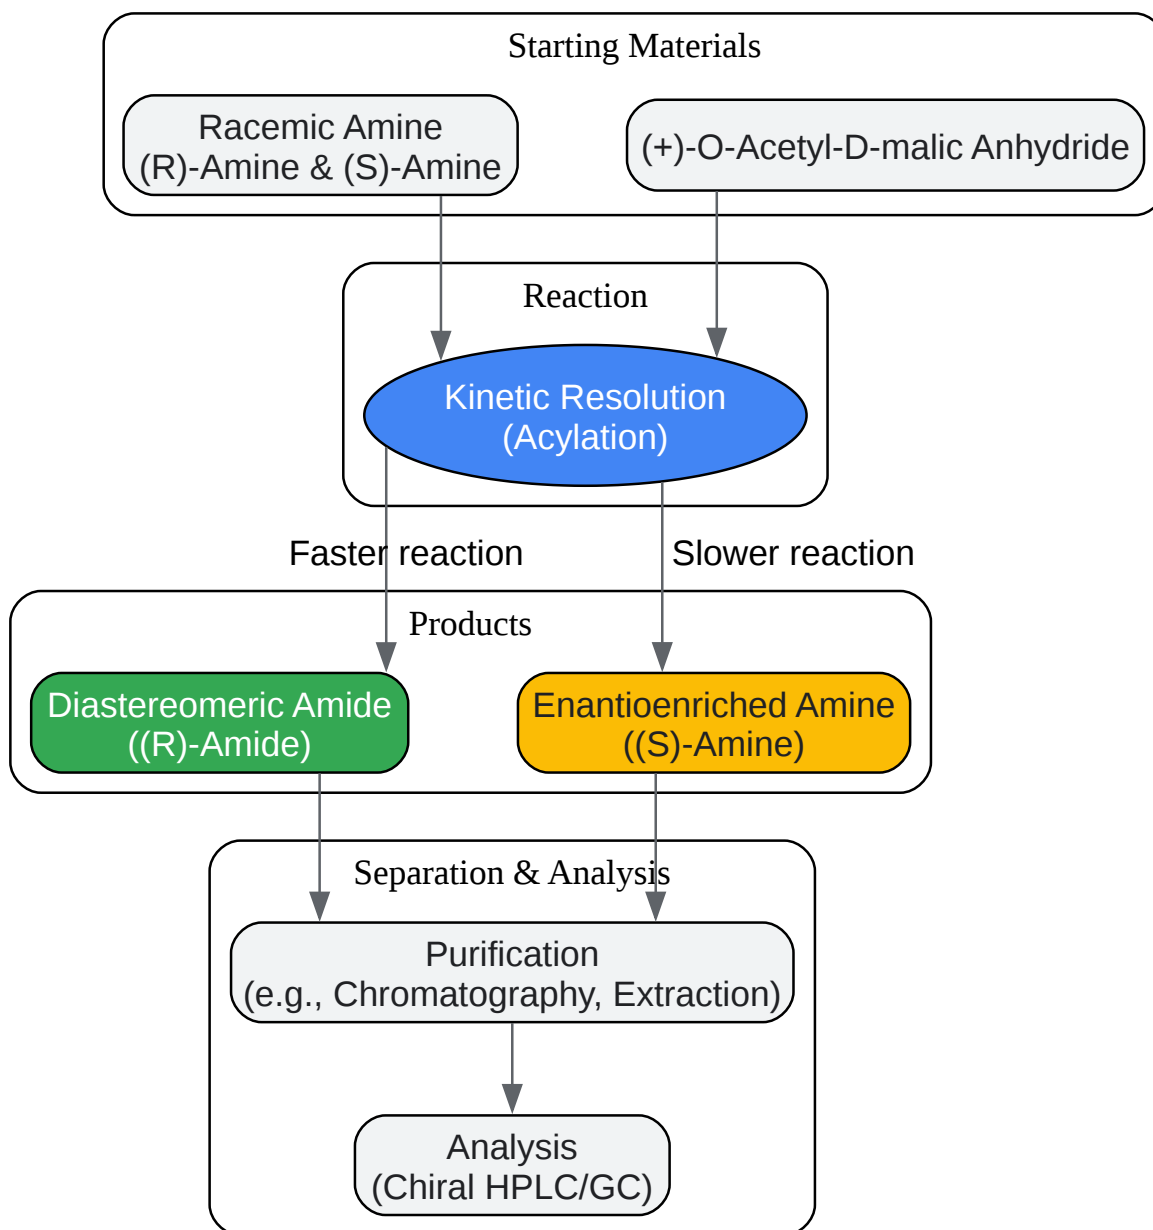 Starting Materials
Racemic Amine
(R)-Amine & (S)-Amine
(+)-O-Acetyl-D-malic Anhydride
Reaction
Kinetic Resolution
(Acylation)
Faster reaction
Slower reaction
Products
Diastereomeric Amide
((R)-Amide)
Enantioenriched Amine
((S)-Amine)
Separation & Analysis
Purification
(e.g., Chromatography, Extraction)
Analysis
(Chiral HPLC/GC)